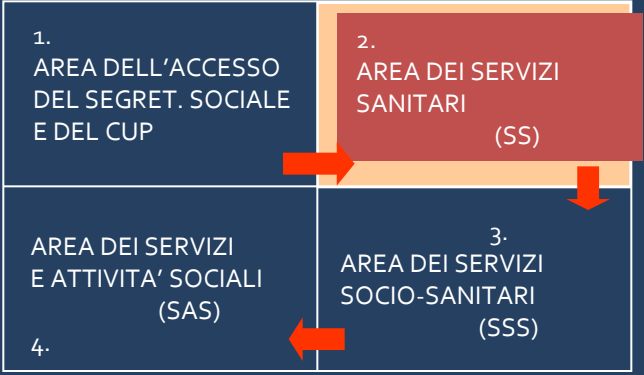 1.
AREA DELL'ACCESSO
DEL SEGRET. SOCIALE
E DEL CUP
2.
AREA DEI SERVIZI
SANITARI
(SS)
3.
AREA DEI SERVIZI
SOCIO-SANITARI
(SSS)
AREA DEI SERVIZI
E ATTIVITA' SOCIALI
(SAS)
4.